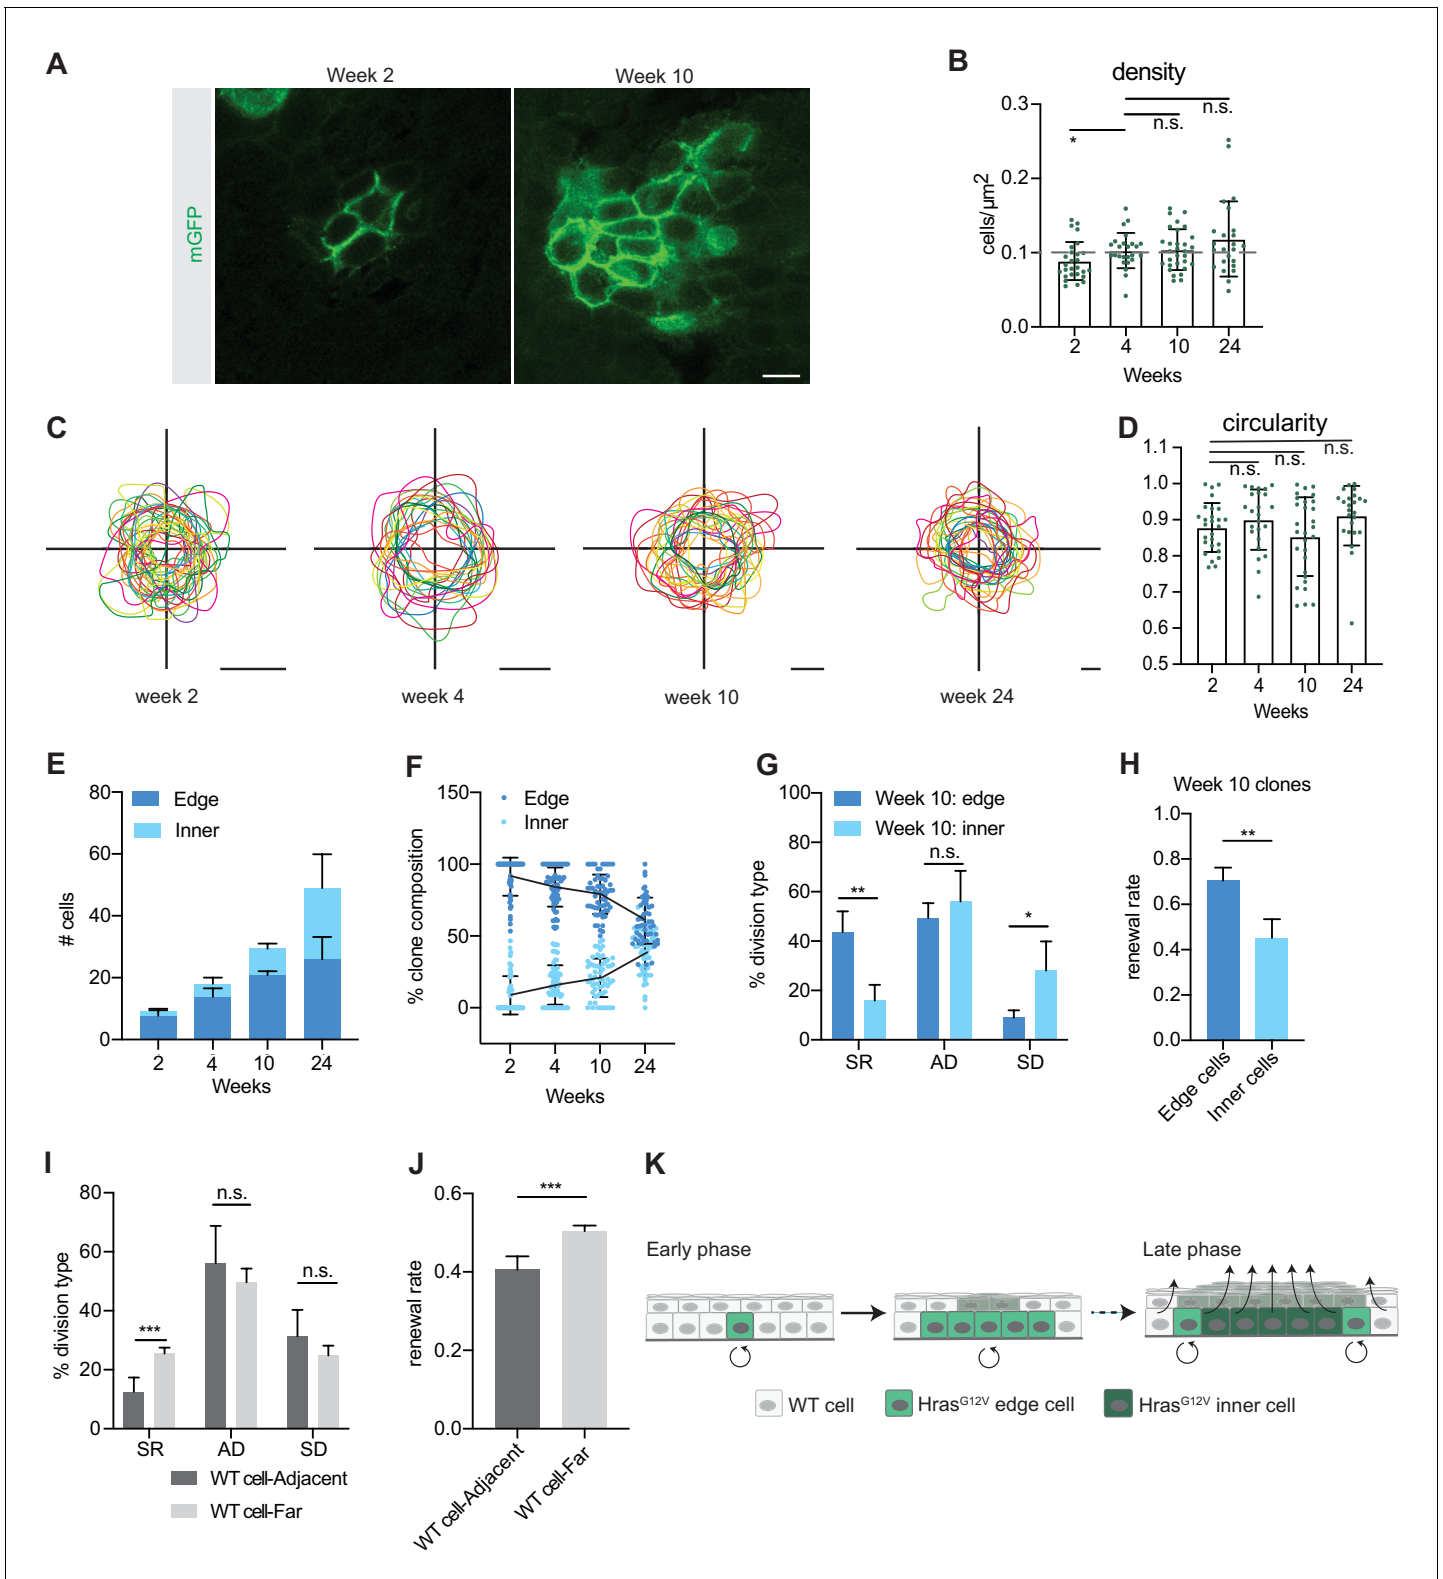 A
Week 2
Week 10
mGFP
B
density
0.3
0.2
0.1
0.0
cells/µm2
*
n.s.
n.s.
2
4
10
24
Weeks
C
week 2
week 4
week 10
week 24
D
circularity
1.1
1.0
0.9
0.8
0.7
0.6
0.5
n.s.
n.s.
n.s.
2
4
10
24
Weeks
E
80
60
40
20
0
# cells
Edge
Inner
2
4
10
24
Weeks
F
150
100
50
0
% clone composition
Edge
Inner
2
4
10
24
Weeks
G
100
80
60
40
20
0
% division type
Week 10: edge
Week 10: inner
**
n.s.
*
SR
AD
SD
H
Week 10 clones
1.0
0.8
0.6
0.4
0.2
0.0
renewal rate
**
Edge cells
Inner cells
I
80
60
40
20
0
% division type
***
n.s.
n.s.
SR
AD
SD
WT cell-Adjacent
WT cell-Far
J
0.6
0.4
0.2
0.0
renewal rate
***
WT cell-Adjacent
WT cell-Far
K
Early phase
Late phase
WT cell
HrasG12V edge cell
HrasG12V inner cell